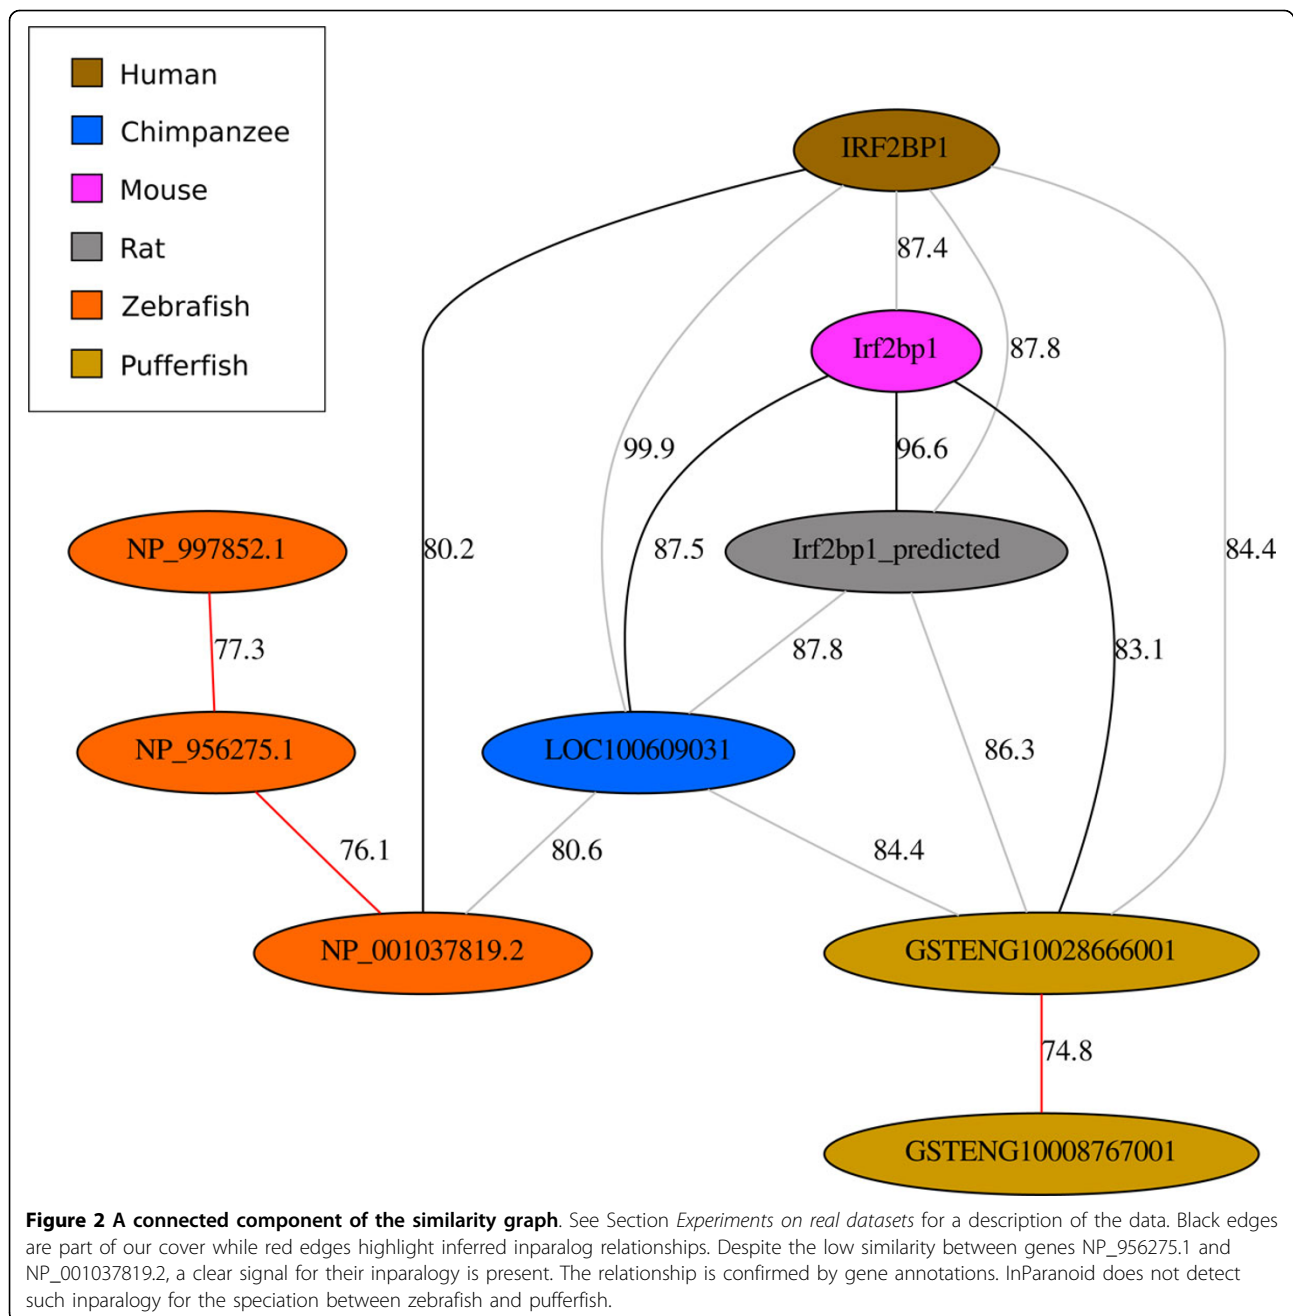 Human
Chimpanzee
Mouse
Rat
Zebrafish
Pufferfish
IRF2BP1
87.4
Irf2bp1
87.8
99.9
96.6
NP_997852.1
80.2
87.5
Irf2bp1_predicted
84.4
77.3
87.8
83.1
NP_956275.1
LOC100609031
86.3
76.1
80.6
84.4
NP_001037819.2
GSTENG10028666001
74.8
GSTENG10008767001
Figure 2 A connected component of the similarity graph. See Section Experiments on real datasets for a description of the data. Black edges
are part of our cover while red edges highlight inferred inparalog relationships. Despite the low similarity between genes NP_956275.1 and
NP_001037819.2, a clear signal for their inparalogy is present. The relationship is confirmed by gene annotations. InParanoid does not detect
such inparalogy for the speciation between zebrafish and pufferfish.